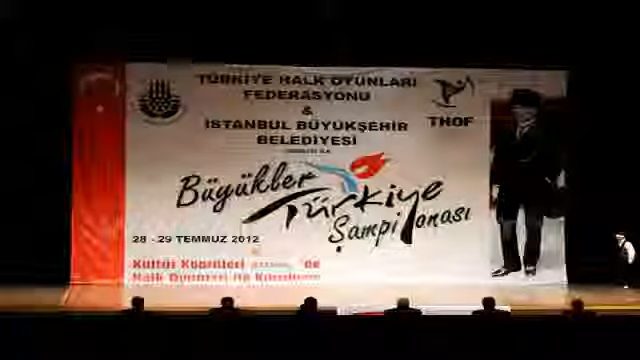 TÜRKİYE HALK OYUNLARI
FEDERASYONU
&
İSTANBUL BÜYÜKŞEHİR
BELEDİYESİ
THOF
Büyükler
Türkiye
Şampiyonası
28 - 29 TEMMUZ 2012
Kültür Köprüleri
Halk Oyunları